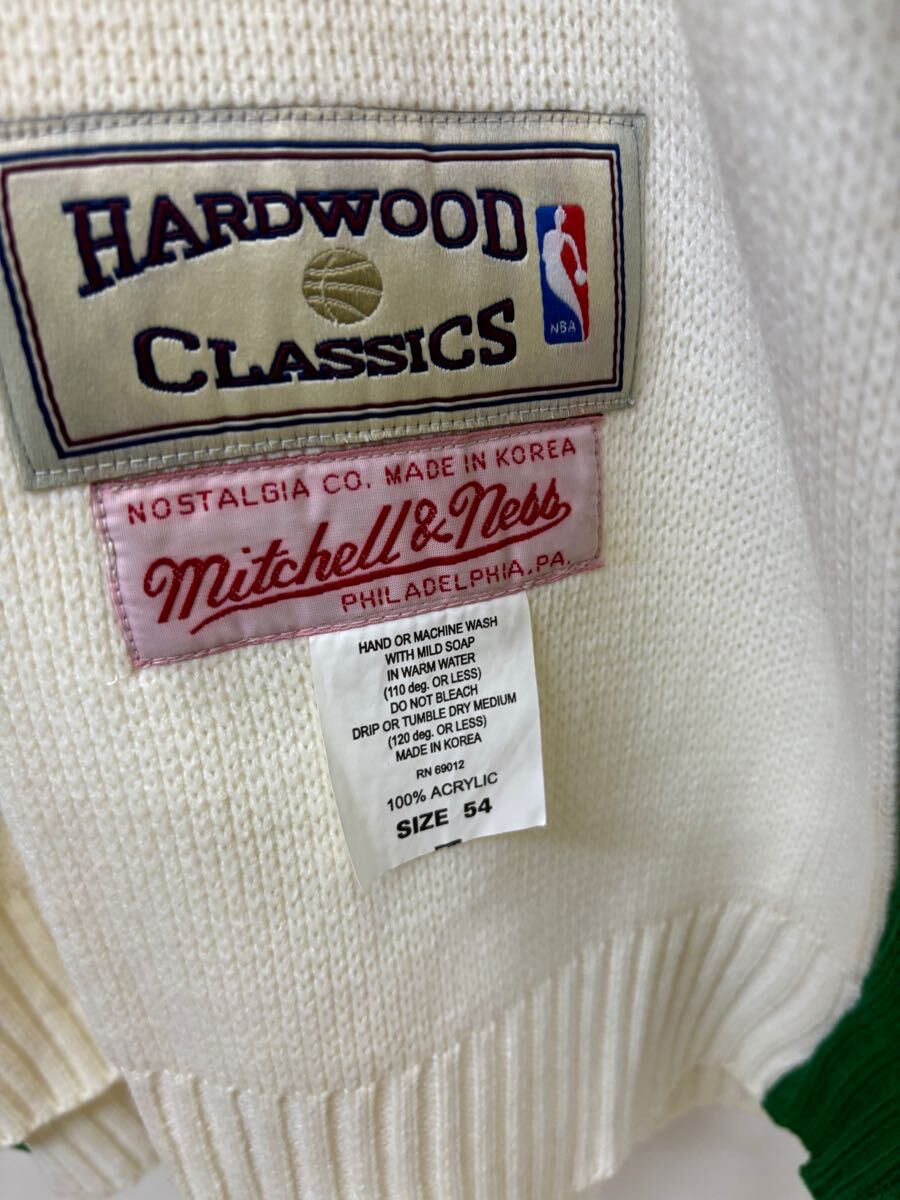 HARDWOOD
CLASSICS
NBA
NOSTALGIA CO. MADE IN KOREA
Mitchell & Ness
PHILADELPHIA, PA.
HAND OR MACHINE WASH
WITH MILD SOAP
IN WARM WATER
(110 deg. OR LESS)
DO NOT BLEACH
DRIP OR TUMBLE DRY MEDIUM
(120 deg. OR LESS)
MADE IN KOREA
RN 69012
100% ACRYLIC
SIZE 54